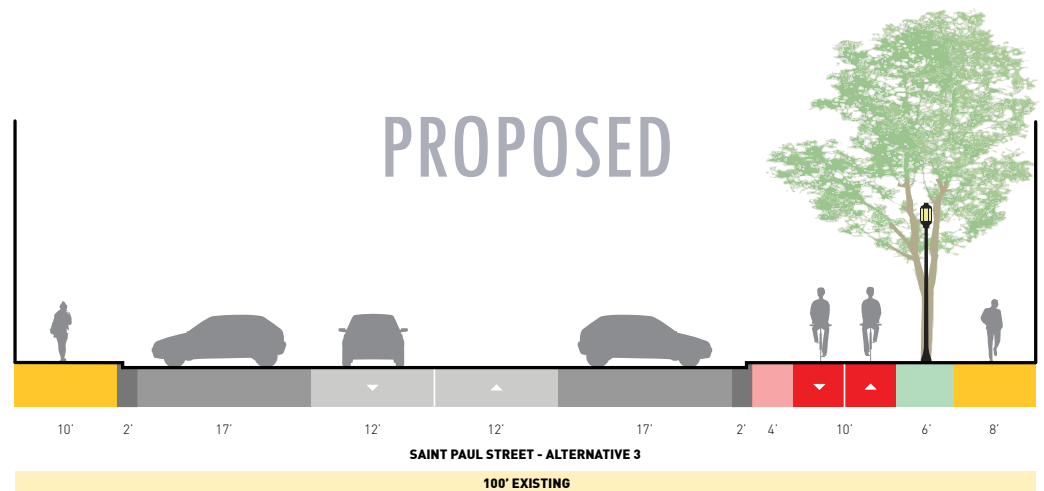 PROPOSED
10’ 2’ 17’ 12’ 12’ 17’ 2’ 4’ 10’ 6’ 8’
SAINT PAUL STREET - ALTERNATIVE 3
100’ EXISTING